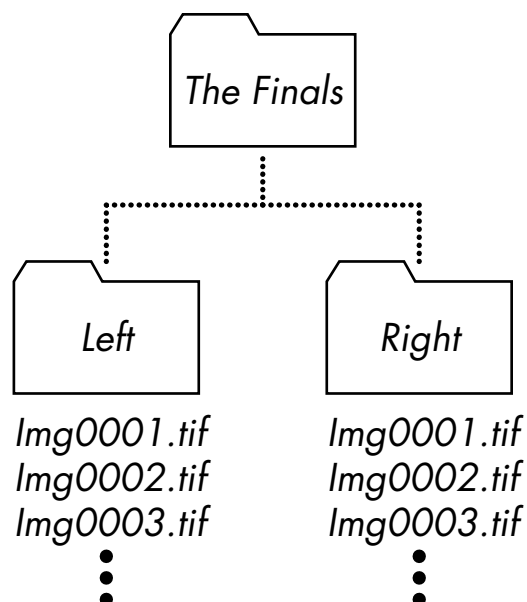 The Finals
Left
Img0001.tif
Img0002.tif
Img0003.tif
Right
Img0001.tif
Img0002.tif
Img0003.tif